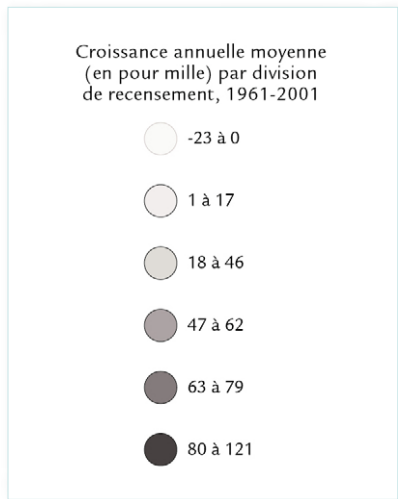 Croissance annuelle moyenne
(en pour mille) par division
de recensement, 1961-2001
-23 à 0
1 à 17
18 à 46
47 à 62
63 à 79
80 à 121